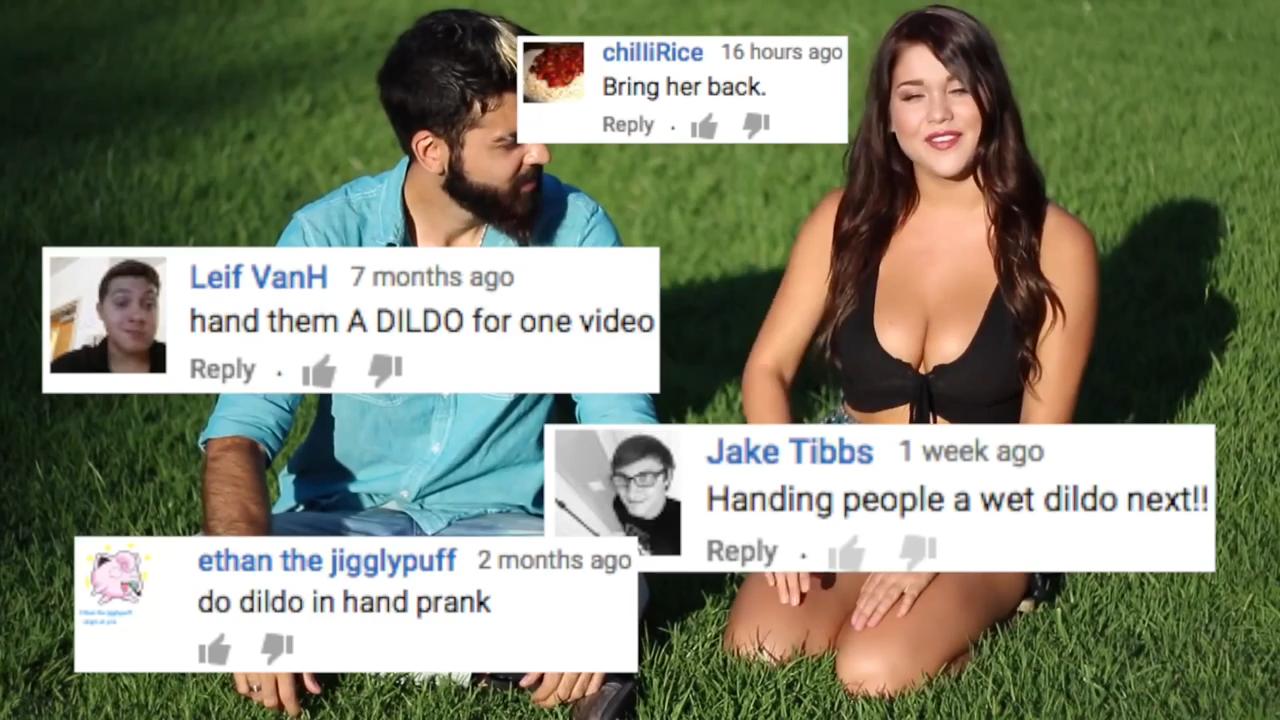 chilliRice 16 hours ago
Bring her back.
Reply .
Leif VanH 7 months ago
hand them A DILDO for one video
Reply .
Jake Tibbs 1 week ago
Handing people a wet dildo next!!
Reply .
ethan the jigglypuff 2 months ago
do dildo in hand prank